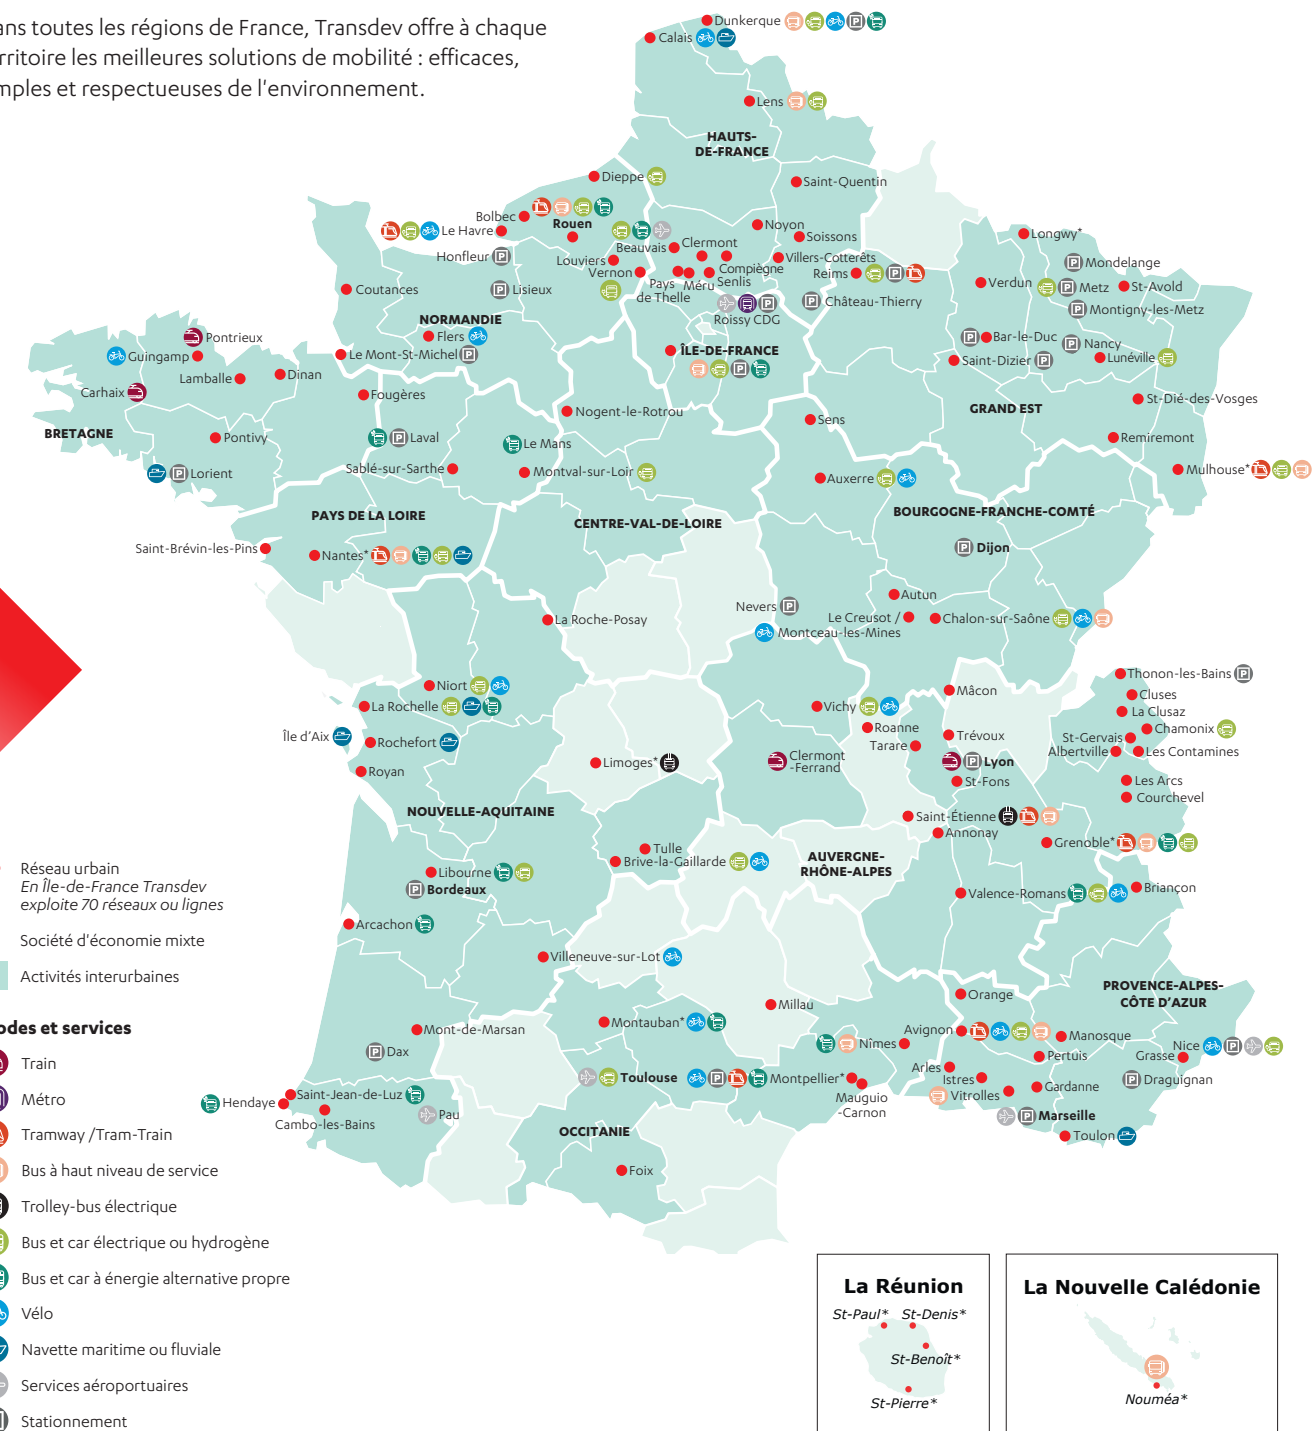 ans toutes les régions de France, Transdev offre à chaque
rritoire les meilleures solutions de mobilité : efficaces,
mples et respectueuses de l'environnement.
Dunkerque
Calais
Lens
HAUTS-
DE-FRANCE
Dieppe
Saint-Quentin
Bolbec
Rouen
Le Havre
Noyon
Soissons
Longwy*
Beauvais
Clermont
Honfleur
Louviers
Villers-Cotterêts
Mondelange
Vernon
Compiègne
Reims
Pays
de Thelle
Méru
Senlis
Verdun
Metz
St-Avold
Coutances
Lisieux
Château-Thierry
Montigny-les-Metz
Roissy CDG
NORMANDIE
Pontrieux
Flers
Bar-le-Duc
Nancy
Guingamp
Le Mont-St-Michel
ÎLE-DE-FRANCE
Saint-Dizier
Lunéville
Lamballe
Dinan
Carhaix
Fougères
St-Dié-des-Vosges
Nogent-le-Rotrou
GRAND EST
Sens
BRETAGNE
Pontivy
Laval
Le Mans
Remiremont
Lorient
Sablé-sur-Sarthe
Montval-sur-Loir
Auxerre
Mulhouse*
PAYS DE LA LOIRE
CENTRE-VAL-DE-LOIRE
BOURGOGNE-FRANCHE-COMTÉ
Saint-Brévin-les-Pins
Nantes*
Dijon
Autun
Nevers
La Roche-Posay
Le Creusot /
Montceau-les-Mines
Chalon-sur-Saône
Thonon-les-Bains
Niort
Mâcon
Cluses
La Rochelle
Vichy
La Clusaz
Roanne
Chamonix
Île d'Aix
Rochefort
Tarare
Trévoux
St-Gervais
Albertville
Les Contamines
Clermont
-Ferrand
Lyon
Royan
Limoges*
St-Fons
Les Arcs
Courchevel
NOUVELLE-AQUITAINE
Saint-Étienne
Annonay
Grenoble*
Tulle
Brive-la-Gaillarde
AUVERGNE-
RHÔNE-ALPES
Libourne
Bordeaux
Valence-Romans
Briançon
Arcachon
Villeneuve-sur-Lot
Orange
PROVENCE-ALPES-
CÔTE D'AZUR
Millau
Mont-de-Marsan
Montauban*
Avignon
Manosque
Nîmes
Nice
Dax
Pertuis
Grasse
Arles
Toulouse
Montpellier*
Istres
Gardanne
Draguignan
Hendaye
Saint-Jean-de-Luz
Mauguio
-Carnon
Vitrolles
Cambo-les-Bains
Pau
Marseille
OCCITANIE
Toulon
Foix
Réseau urbain
En Île-de-France Transdev
exploite 70 réseaux ou lignes
Société d'économie mixte
Activités interurbaines
odes et services
Train
Métro
Tramway /Tram-Train
Bus à haut niveau de service
Trolley-bus électrique
Bus et car électrique ou hydrogène
Bus et car à énergie alternative propre
Vélo
Navette maritime ou fluviale
Services aéroportuaires
Stationnement
La Réunion
St-Paul*
St-Denis*
St-Benoît*
St-Pierre*
La Nouvelle Calédonie
Nouméa*